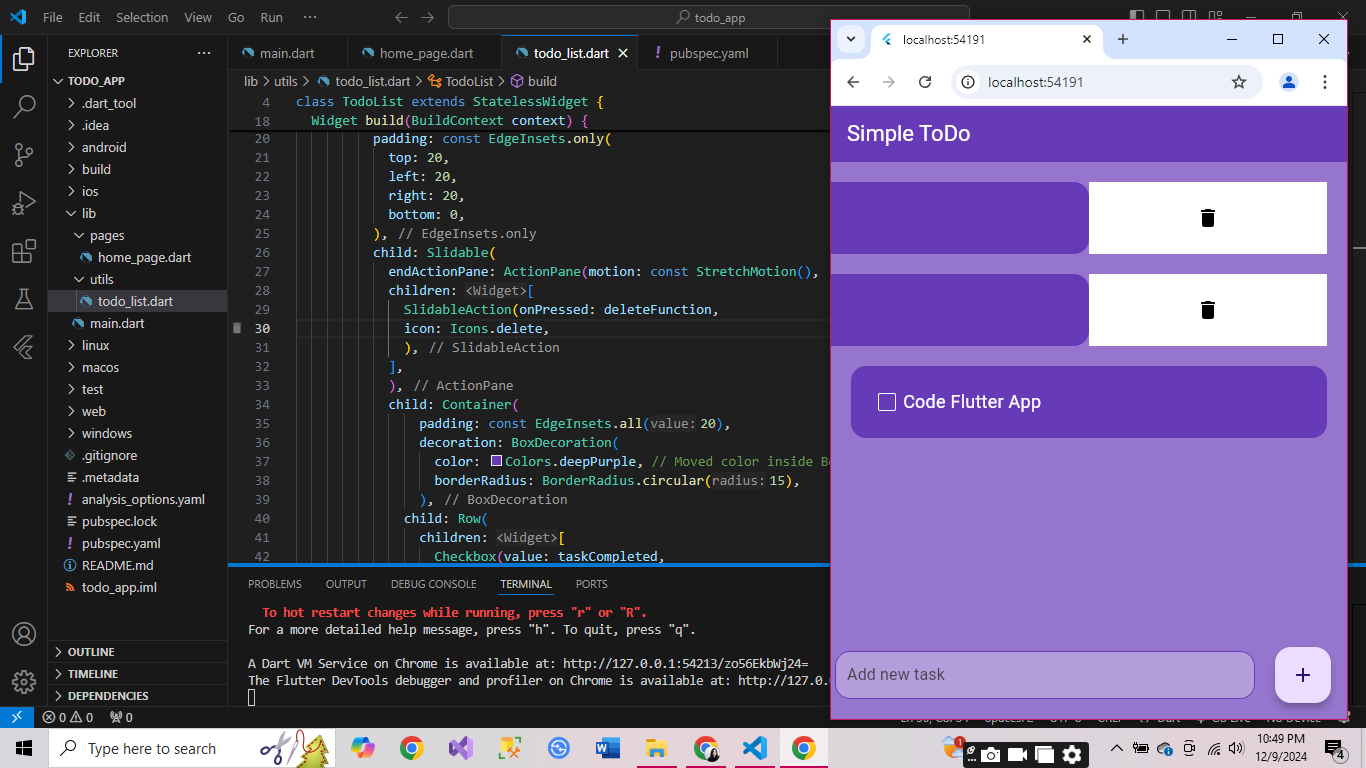 File Edit Selection View Go Run ··· todo_app
EXPLORER ···
TODO_APP
.dart_tool
.idea
android
build
ios
lib
pages
home_page.dart
utils
todo_list.dart
main.dart
linux
macos
test
web
windows
.gitignore
.metadata
analysis_options.yaml
pubspec.lock
pubspec.yaml
README.md
todo_app.iml
OUTLINE
TIMELINE
DEPENDENCIES
main.dart home_page.dart todo_list.dart pubspec.yaml
lib > utils > todo_list.dart > TodoList > build
4 class TodoList extends StatelessWidget {
18 Widget build(BuildContext context) {
20 padding: const EdgeInsets.only(
21 top: 20,
22 left: 20,
23 right: 20,
24 bottom: 0,
25 ), // EdgeInsets.only
26 child: Slidable(
27 endActionPane: ActionPane(motion: const StretchMotion(),
28 children: <Widget>[
29 SlidableAction(onPressed: deleteFunction,
30 icon: Icons.delete,
31 ), // SlidableAction
32 ],
33 ), // ActionPane
34 child: Container(
35 padding: const EdgeInsets.all(value: 20),
36 decoration: BoxDecoration(
37 color: Colors.deepPurple, // Moved color inside B
38 borderRadius: BorderRadius.circular(radius: 15),
39 ), // BoxDecoration
40 child: Row(
41 children: <Widget>[
42 Checkbox(value: taskCompleted,
PROBLEMS OUTPUT DEBUG CONSOLE TERMINAL PORTS
To hot restart changes while running, press "r" or "R".
For a more detailed help message, press "h". To quit, press "q".
A Dart VM Service on Chrome is available at: http://127.0.0.1:54213/zo56EkbWj24=
The Flutter DevTools debugger and profiler on Chrome is available at: http://127.0.
0 0 0
localhost:54191
localhost:54191
Simple ToDo
Code Flutter App
Add new task
+
Type here to search
1
10:49 PM
12/9/2024
4